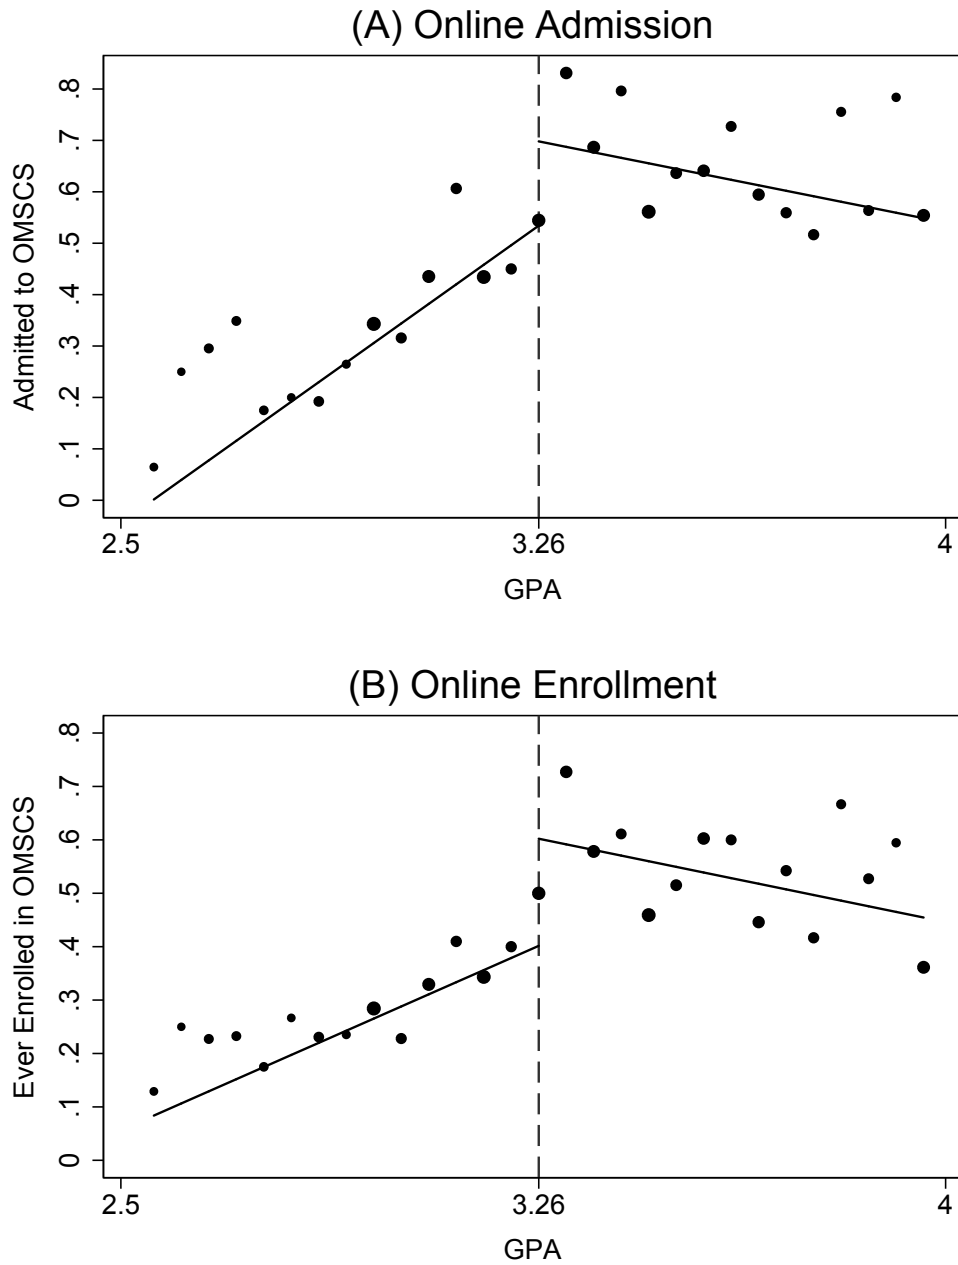 (A) Online Admission
Admitted to OMSCS
.8
.7
.6
.5
.4
.3
.2
.1
0
2.5 3.26 4
GPA
(B) Online Enrollment
Ever Enrolled in OMSCS
.8
.7
.6
.5
.4
.3
.2
.1
0
2.5 3.26 4
GPA